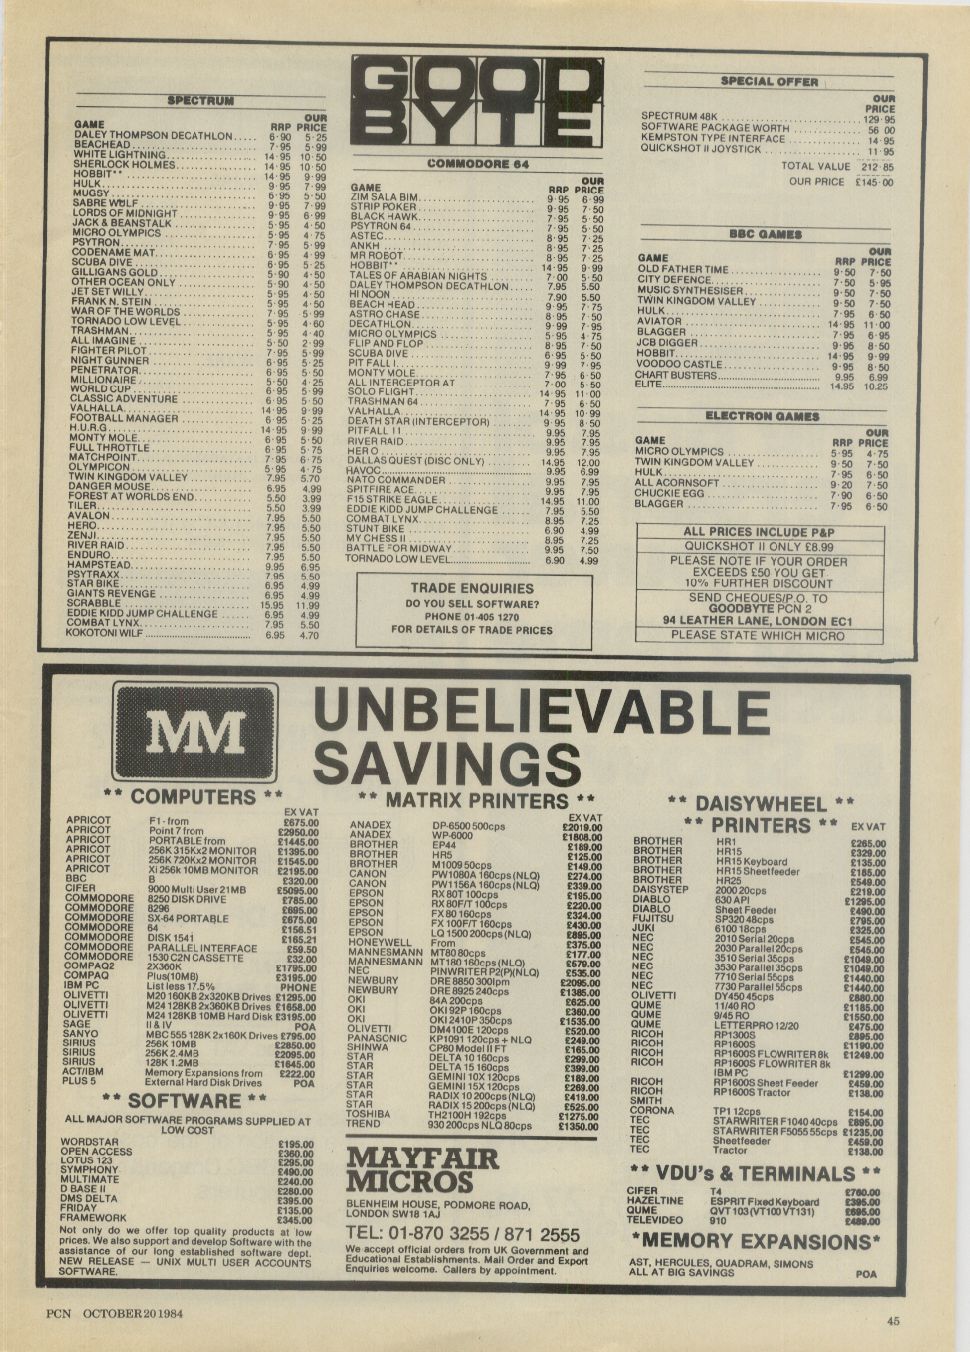 GOOD
BYTE
SPECTRUM
GAME RRP OUR PRICE
DALEY THOMPSON DECATHLON..... 6·90 5·25
BEACHEAD 7·95 5·99
WHITE LIGHTNING 14·95 10·50
SHERLOCK HOLMES 14·95 10·50
HOBBIT** 14·95 9·99
HULK 9·95 7·99
MUGSY 6·95 5·50
SABRE WULF 9·95 7·99
LORDS OF MIDNIGHT 9·95 6·99
JACK & BEANSTALK 5·95 4·50
MICRO OLYMPICS 5·95 4·75
PSYTRON 7·95 5·99
CODENAME MAT 6·95 4·99
SCUBA DIVE 6·95 5·25
GILLIGANS GOLD 5·90 4·50
OTHER OCEAN ONLY 5·90 4·50
JET SET WILLY 5·95 4·50
FRANK N. STEIN 5·95 4·50
WAR OF THE WORLDS 7·95 5·99
TORNADO LOW LEVEL 5·95 4·60
TRASHMAN 5·95 4·40
ALL IMAGINE 5·50 2·99
FIGHTER PILOT 7·95 5·99
NIGHT GUNNER 6·95 5·25
PENETRATOR 6·95 5·50
MILLIONAIRE 5·50 4·25
WORLD CUP 6·95 5·99
CLASSIC ADVENTURE 6·95 5·50
VALHALLA 14·95 9·99
FOOTBALL MANAGER 6·95 5·25
H.U.R.G. 14·95 9·99
MONTY MOLE 6·95 5·50
FULL THROTTLE 6·95 5·75
MATCHPOINT 7·95 6·75
OLYMPICON 5·95 4·75
TWIN KINGDOM VALLEY 7.95 5.70
DANGER MOUSE 6.95 4.99
FOREST AT WORLDS END 5.50 3.99
TILER 5.50 3.99
AVALON 7.95 5.50
HERO 7.95 5.50
ZENJI 7.95 5.50
RIVER RAID 7.95 5.50
ENDURO 7.95 5.50
HAMPSTEAD 9.95 6.95
PSYTRAXX 7.95 5.50
STAR BIKE 6.95 4.99
GIANTS REVENGE 6.95 4.99
SCRABBLE 15.95 11.99
EDDIE KIDD JUMP CHALLENGE 6.95 4.99
COMBAT LYNX 7.95 5.50
KOKOTONI WILF 6.95 4.70
COMMODORE 64
GAME RRP OUR PRICE
ZIM SALA BIM 9·95 6·99
STRIP POKER 9·95 7·50
BLACK HAWK 7·95 5·50
PSYTRON 64 7·95 5·50
ASTEC 8·95 7·25
ANKH 8·95 7·25
MR ROBOT 8·95 7·25
HOBBIT** 14·95 9·99
TALES OF ARABIAN NIGHTS 7·00 5·50
DALEY THOMPSON DECATHLON 7.95 5.50
HI NOON 7.90 5.50
BEACH HEAD 9·95 7·75
ASTRO CHASE 8·95 7·50
DECATHLON 9·99 7·95
MICRO OLYMPICS 5·95 4·75
FLIP AND FLOP 8·95 7·50
SCUBA DIVE 6·95 5·50
PIT FALL I 9·99 7·95
MONTY MOLE 7·95 6·50
ALL INTERCEPTOR AT 7·00 5·50
SOLO FLIGHT 14·95 11·00
TRASHMAN 64 7·95 6·50
VALHALLA 14·95 10·99
DEATH STAR (INTERCEPTOR) 9·95 8·50
PITFALL 11 9.95 7.95
RIVER RAID 9.95 7.95
HERO 9.95 7.95
DALLAS QUEST (DISC ONLY) 14.95 12.00
HAVOC 9.95 6.99
NATO COMMANDER 9.95 7.95
SPITFIRE ACE 9.95 7.95
F15 STRIKE EAGLE 14.95 11.00
EDDIE KIDD JUMP CHALLENGE 7.95 5.50
COMBAT LYNX 8.95 7.25
STUNT BIKE 6.90 4.99
MY CHESS II 8.95 7.25
BATTLE FOR MIDWAY 9.95 7.50
TORNADO LOW LEVEL 6.90 4.99
TRADE ENQUIRIES
DO YOU SELL SOFTWARE?
PHONE 01-405 1270
FOR DETAILS OF TRADE PRICES
SPECIAL OFFER
OUR PRICE
SPECTRUM 48K 129·95
SOFTWARE PACKAGE WORTH 56 00
KEMPSTON TYPE INTERFACE 14·95
QUICKSHOT II JOYSTICK 11·95
TOTAL VALUE 212·85
OUR PRICE £145·00
BBC GAMES
GAME RRP OUR PRICE
OLD FATHER TIME 9·50 7·50
CITY DEFENCE 7·50 5·95
MUSIC SYNTHESISER 9·50 7·50
TWIN KINGDOM VALLEY 9·50 7·50
HULK 7·95 6·50
AVIATOR 14·95 11·00
BLAGGER 7·95 6·95
JCB DIGGER 9·95 8·50
HOBBIT 14·95 9·99
VOODOO CASTLE 9·95 8·50
CHART BUSTERS 9.95 6.99
ELITE 14.95 10.25
ELECTRON GAMES
GAME RRP OUR PRICE
MICRO OLYMPICS 5·95 4·75
TWIN KINGDOM VALLEY 9·50 7·50
HULK 7·95 6·50
ALL ACORNSOFT 9·20 7·50
CHUCKIE EGG 7·90 6·50
BLAGGER 7·95 6·50
ALL PRICES INCLUDE P&P
QUICKSHOT II ONLY £8.99
PLEASE NOTE IF YOUR ORDER
EXCEEDS £50 YOU GET
10% FURTHER DISCOUNT
SEND CHEQUES/P.O. TO
GOODBYTE PCN 2
94 LEATHER LANE, LONDON EC1
PLEASE STATE WHICH MICRO
MM
UNBELIEVABLE
SAVINGS
** COMPUTERS **
EX VAT
APRICOT F1 - from £675.00
APRICOT Point 7 from £2950.00
APRICOT PORTABLE from £1445.00
APRICOT 256K 315Kx2 MONITOR £1395.00
APRICOT 256K 720Kx2 MONITOR £1545.00
APRICOT Xi 256k 10MB MONITOR £2195.00
BBC B £320.00
CIFER 9000 Multi User 21MB £5095.00
COMMODORE 8250 DISK DRIVE £785.00
COMMODORE 8296 £695.00
COMMODORE SX-64 PORTABLE £675.00
COMMODORE 64 £156.51
COMMODORE DISK 1541 £165.21
COMMODORE PARALLEL INTERFACE £59.50
COMMODORE 1530 C2N CASSETTE £32.00
COMPAQ2 2X360K £1795.00
COMPAQ Plus(10MB) £3195.00
IBM PC List less 17.5% PHONE
OLIVETTI M20 160KB 2x320KB Drives £1295.00
OLIVETTI M24 128KB 2x360KB Drives £1658.00
OLIVETTI M24 128KB 10MB Hard Disk £3195.00
SAGE II & IV POA
SANYO MBC 555 128K 2x160K Drives £795.00
SIRIUS 256K 10MB £2850.00
SIRIUS 256K 2.4MB £2095.00
SIRIUS 128K 1.2MB £1645.00
ACT/IBM Memory Expansions from £222.00
PLUS 5 External Hard Disk Drives POA
** SOFTWARE **
ALL MAJOR SOFTWARE PROGRAMS SUPPLIED AT
LOW COST
WORDSTAR £195.00
OPEN ACCESS £360.00
LOTUS 123 £295.00
SYMPHONY £490.00
MULTIMATE £240.00
D BASE II £280.00
DMS DELTA £395.00
FRIDAY £135.00
FRAMEWORK £345.00
Not only do we offer top quality products at low
prices. We also support and develop Software with the
assistance of our long established software dept.
NEW RELEASE — UNIX MULTI USER ACCOUNTS
SOFTWARE.
** MATRIX PRINTERS **
EX VAT
ANADEX DP-6500 500cps £2019.00
ANADEX WP-6000 £1808.00
BROTHER EP44 £189.00
BROTHER HR5 £125.00
BROTHER M1009 50cps £149.00
CANON PW1080A 160cps (NLQ) £274.00
CANON PW1156A 160cps (NLQ) £339.00
EPSON RX 80T 100cps £195.00
EPSON RX 80F/T 100cps £220.00
EPSON FX 80 160cps £324.00
EPSON FX 100F/T 160cps £430.00
EPSON LQ 1500 200cps (NLQ) £895.00
HONEYWELL From £375.00
MANNESMANN MT80 80cps £177.00
MANNESMANN MT180 160cps (NLQ) £579.00
NEC PINWRITER P2(P)(NLQ) £535.00
NEWBURY DRE 8850 300lpm £2095.00
NEWBURY DRE 8925 240cps £1385.00
OKI 84A 200cps £625.00
OKI OKI 92P 160cps £360.00
OKI OKI 2410P 350cps £1535.00
OLIVETTI DM4100E 120cps £520.00
PANASONIC KP1091 120cps + NLQ £249.00
SHINWA CP80 Model II FT £165.00
STAR DELTA 10 160cps £299.00
STAR DELTA 15 160cps £399.00
STAR GEMINI 10X 120cps £189.00
STAR GEMINI 15X 120cps £269.00
STAR RADIX 10 200cps (NLQ) £419.00
STAR RADIX 15 200cps (NLQ) £525.00
TOSHIBA TH2100H 192cps £1275.00
TREND 930 200cps NLQ 80cps £1350.00
MAYFAIR
MICROS
BLENHEIM HOUSE, PODMORE ROAD,
LONDON SW18 1AJ
TEL: 01-870 3255 / 871 2555
We accept official orders from UK Government and
Educational Establishments. Mail Order and Export
Enquiries welcome. Callers by appointment.
** DAISYWHEEL **
** PRINTERS ** EX VAT
BROTHER HR1 £265.00
BROTHER HR15 £329.00
BROTHER HR15 Keyboard £135.00
BROTHER HR15 Sheetfeeder £185.00
BROTHER HR25 £549.00
DAISYSTEP 2000 20cps £219.00
DIABLO 630 API £1295.00
DIABLO Sheet Feeder £490.00
FUJITSU SP320 48cps £795.00
JUKI 6100 18cps £325.00
NEC 2010 Serial 20cps £545.00
NEC 2030 Parallel 20cps £545.00
NEC 3510 Serial 35cps £1049.00
NEC 3530 Parallel 35cps £1049.00
NEC 7710 Serial 55cps £1440.00
NEC 7730 Parallel 55cps £1440.00
OLIVETTI DY450 45cps £880.00
QUME 11/40 RO £1185.00
QUME 9/45 RO £1550.00
QUME LETTERPRO 12/20 £475.00
RICOH RP1300S £895.00
RICOH RP1600S £1190.00
RICOH RP1600S FLOWRITER 8k £1249.00
RICOH RP1600S FLOWRITER 8k
IBM PC £1299.00
RICOH RP1600S Sheet Feeder £459.00
RICOH RP1600S Tractor £138.00
SMITH
CORONA TP1 12cps £154.00
TEC STARWRITER F1040 40cps £895.00
TEC STARWRITER F5055 55cps £1235.00
TEC Sheetfeeder £459.00
TEC Tractor £138.00
** VDU's & TERMINALS **
CIFER T4 £760.00
HAZELTINE ESPRIT Fixed Keyboard £395.00
QUME QVT 103 (VT100 VT131) £695.00
TELEVIDEO 910 £489.00
*MEMORY EXPANSIONS*
AST, HERCULES, QUADRAM, SIMONS
ALL AT BIG SAVINGS POA
PCN OCTOBER 20 1984
45